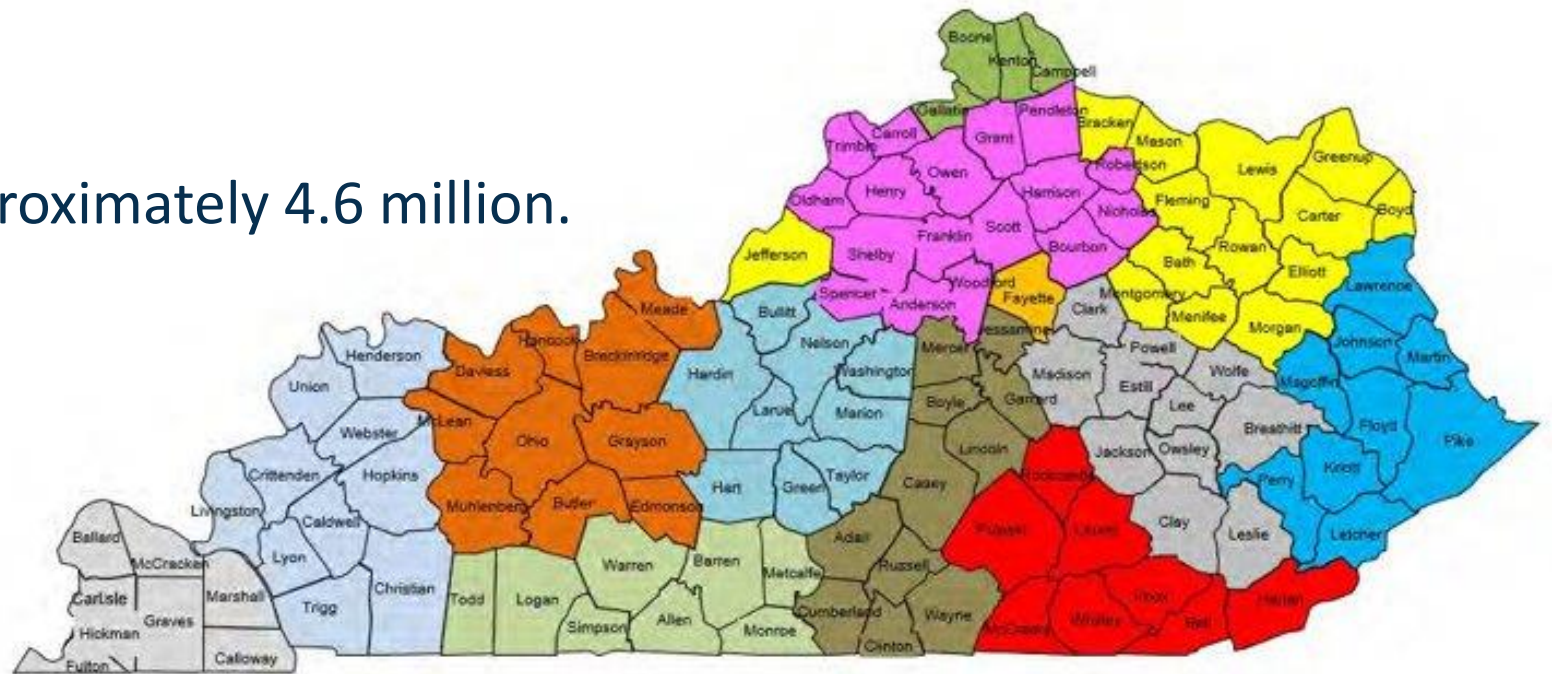 roximately 4.6 million.
Boone
Kenton
Campbell
Gallatin
Pendleton
Bracken
Carroll
Grant
Mason
Trimble
Greenup
Robertson
Lewis
Owen
Henry
Harrison
Oldham
Fleming
Nicholas
Carter
Boyd
Scott
Franklin
Bourbon
Rowan
Jefferson
Shelby
Bath
Elliott
Woodford
Lawrence
Spencer
Fayette
Montgomery
Anderson
Clark
Meade
Bullitt
Menifee
Morgan
essamine
Hancock
Nelson
Johnson
Mercer
Powell
Henderson
Breckinridge
Martin
Daviess
Hardin
Washington
Madison
Wolfe
Magoffin
Union
Estill
Garrard
Boyle
Lee
Larue
Marion
McLean
Breathitt
Floyd
Webster
Ohio
Grayson
Pike
Lincoln
Jackson
Owsley
Knott
Crittenden
Hopkins
Taylor
Rockcastle
Hart
Green
Casey
Perry
Muhlenberg
Butler
Edmonson
Livingston
Caldwell
Clay
Pulaski
Laurel
Leslie
Letcher
Ballard
Adair
Lyon
McCracken
Warren
Barren
Russell
Metcalfe
Christian
Marshall
Carlisle
Todd
Logan
Knox
Harlan
Trigg
Cumberland
Wayne
Graves
Allen
Whitley
Bell
Simpson
McCreary
Hickman
Monroe
Clinton
Calloway
Fulton